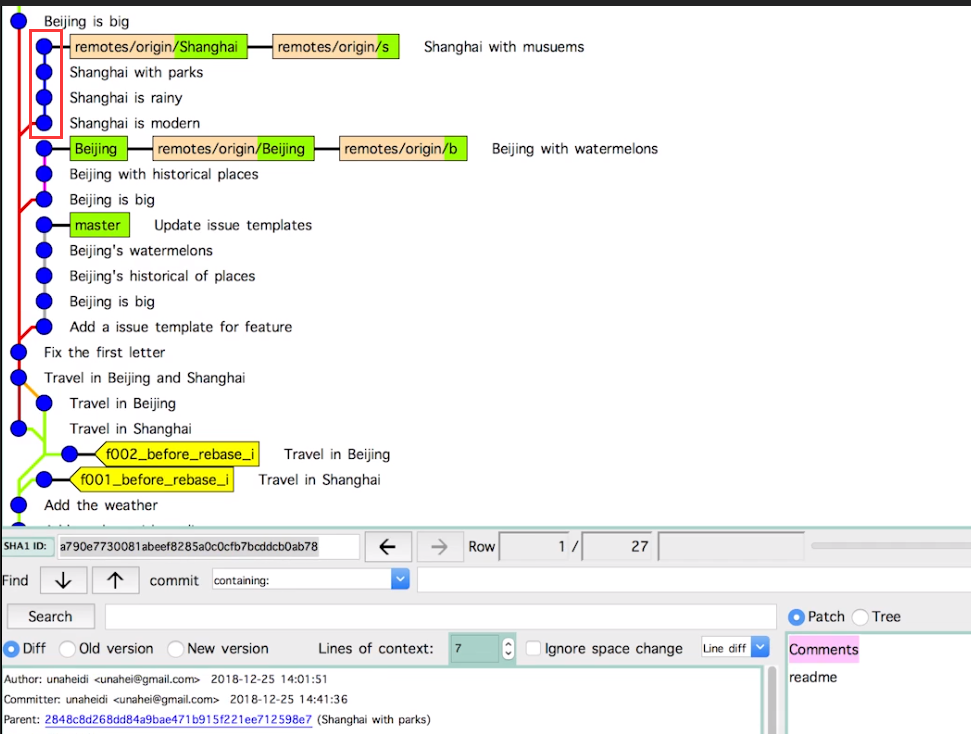 Beijing is big
remotes/origin/Shanghai remotes/origin/s Shanghai with musuems
Shanghai with parks
Shanghai is rainy
Shanghai is modern
Beijing remotes/origin/Beijing remotes/origin/b Beijing with watermelons
Beijing with historical places
Beijing is big
master Update issue templates
Beijing's watermelons
Beijing's historical of places
Beijing is big
Add a issue template for feature
Fix the first letter
Travel in Beijing and Shanghai
Travel in Beijing
Travel in Shanghai
f002_before_rebase_i Travel in Beijing
f001_before_rebase_i Travel in Shanghai
Add the weather
SHA1 ID: a790e7730081abeef8285a0c0cfb7bcddcb0ab78 Row 1 / 27
Find commit containing:
Search Patch Tree
Diff Old version New version Lines of context: 7 Ignore space change Line diff Comments
readme
Author: unaheidi <unahei@gmail.com> 2018-12-25 14:01:51
Committer: unaheidi <unahei@gmail.com> 2018-12-25 14:41:36
Parent: 2848c8d268dd84a9bae471b915f221ee712598e7 (Shanghai with parks)